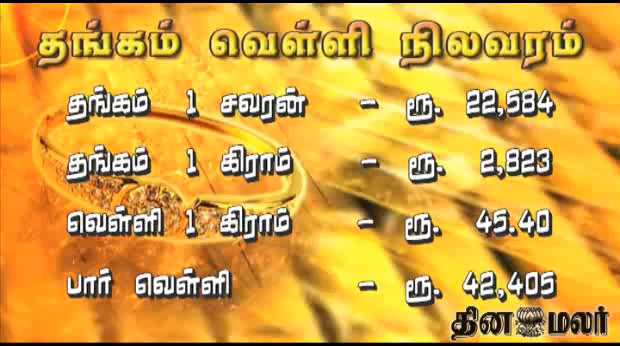 தங்கம் வெள்ளி நிலவரம்
தங்கம் 1 சவரன் - ரூ. 22,584
தங்கம் 1 கிராம் - ரூ. 2,823
வெள்ளி 1 கிராம் - ரூ. 45.40
பார் வெள்ளி - ரூ. 42,405
தினமலர்